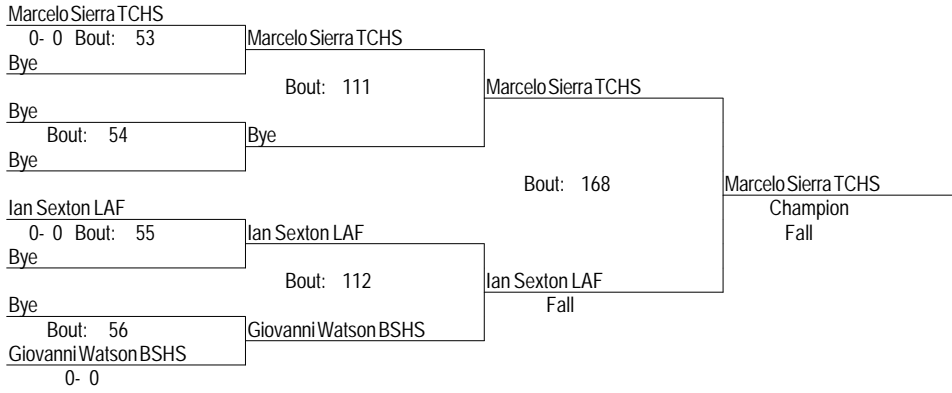 Marcelo Sierra TCHS
0- 0 Bout: 53
Bye
Marcelo Sierra TCHS
Bout: 111
Marcelo Sierra TCHS
Bye
Bout: 54
Bye
Bye
Bout: 168
Marcelo Sierra TCHS
Champion
Fall
Ian Sexton LAF
0- 0 Bout: 55
Bye
Ian Sexton LAF
Bout: 112
Ian Sexton LAF
Fall
Bye
Bout: 56
Giovanni Watson BSHS
0- 0
Giovanni Watson BSHS